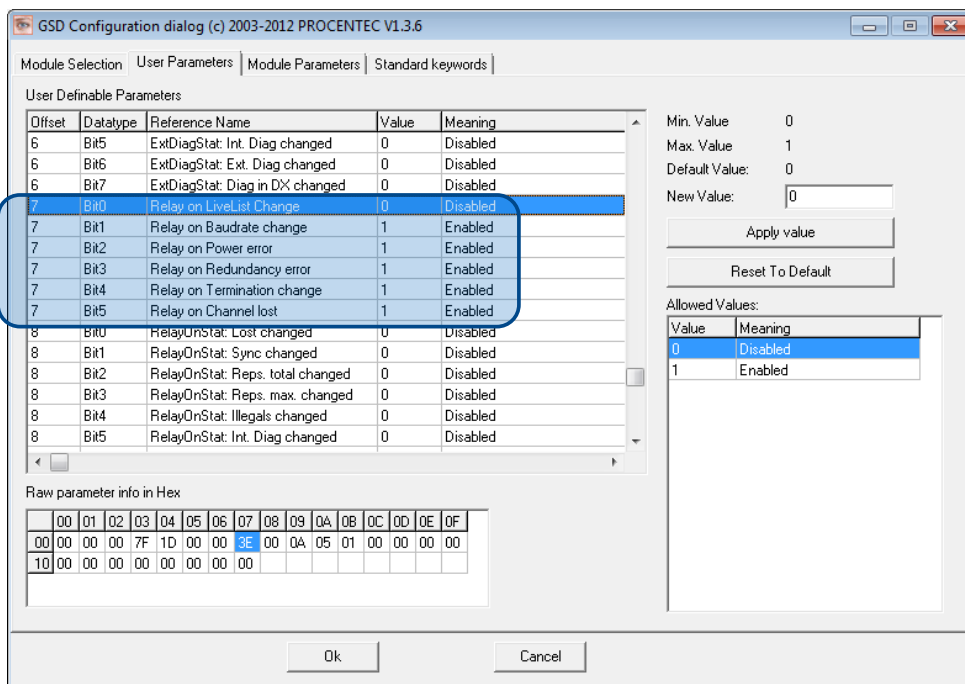 GSD Configuration dialog (c) 2003-2012 PROCENTEC V1.3.6
Module Selection User Parameters Module Parameters Standard keywords
User Definable Parameters
Offset Datatype Reference Name Value Meaning
6 Bit5 ExtDiagStat: Int. Diag changed 0 Disabled
6 Bit6 ExtDiagStat: Ext. Diag changed 0 Disabled
6 Bit7 ExtDiagStat: Diag in DX changed 0 Disabled
7 Bit0 Relay on LiveList Change 0 Disabled
7 Bit1 Relay on Baudrate change 1 Enabled
7 Bit2 Relay on Power error 1 Enabled
7 Bit3 Relay on Redundancy error 1 Enabled
7 Bit4 Relay on Termination change 1 Enabled
7 Bit5 Relay on Channel lost 1 Enabled
8 Bit0 RelayOnStat: Lost changed 0 Disabled
8 Bit1 RelayOnStat: Sync changed 0 Disabled
8 Bit2 RelayOnStat: Reps. total changed 0 Disabled
8 Bit3 RelayOnStat: Reps. max. changed 0 Disabled
8 Bit4 RelayOnStat: Illegals changed 0 Disabled
8 Bit5 RelayOnStat: Int. Diag changed 0 Disabled
Min. Value 0
Max. Value 1
Default Value: 0
New Value: 0
Apply value
Reset To Default
Allowed Values:
Value Meaning
0 Disabled
1 Enabled
Raw parameter info in Hex
00 01 02 03 04 05 06 07 08 09 0A 0B 0C 0D 0E 0F
00 00 00 00 7F 1D 00 00 3E 00 0A 05 01 00 00 00 00
10 00 00 00 00 00 00 00 00
Ok Cancel